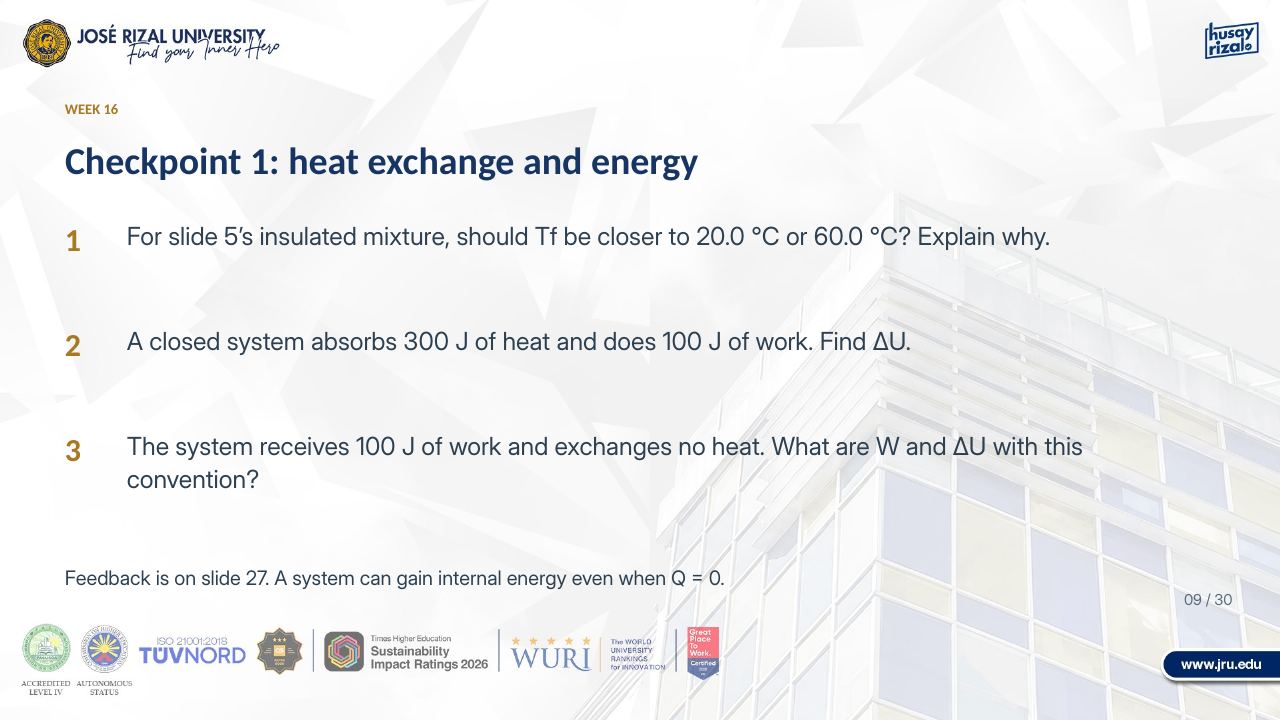 JOSÉ RIZAL UNIVERSITY
Find your Inner Hero
husay
rizal
WEEK 16
Checkpoint 1: heat exchange and energy
1
For slide 5’s insulated mixture, should Tf be closer to 20.0 °C or 60.0 °C? Explain why.
2
A closed system absorbs 300 J of heat and does 100 J of work. Find ΔU.
3
The system receives 100 J of work and exchanges no heat. What are W and ΔU with this
convention?
Feedback is on slide 27. A system can gain internal energy even when Q = 0.
09 / 30
ACCREDITED
LEVEL IV
AUTONOMOUS
STATUS
ISO 21001:2018
TÜVNORD
Times Higher Education
Sustainability
Impact Ratings 2026
WURI
The WORLD
UNIVERSITY
RANKINGS
for INNOVATION
Great
Place
To
Work.
Certified
www.jru.edu